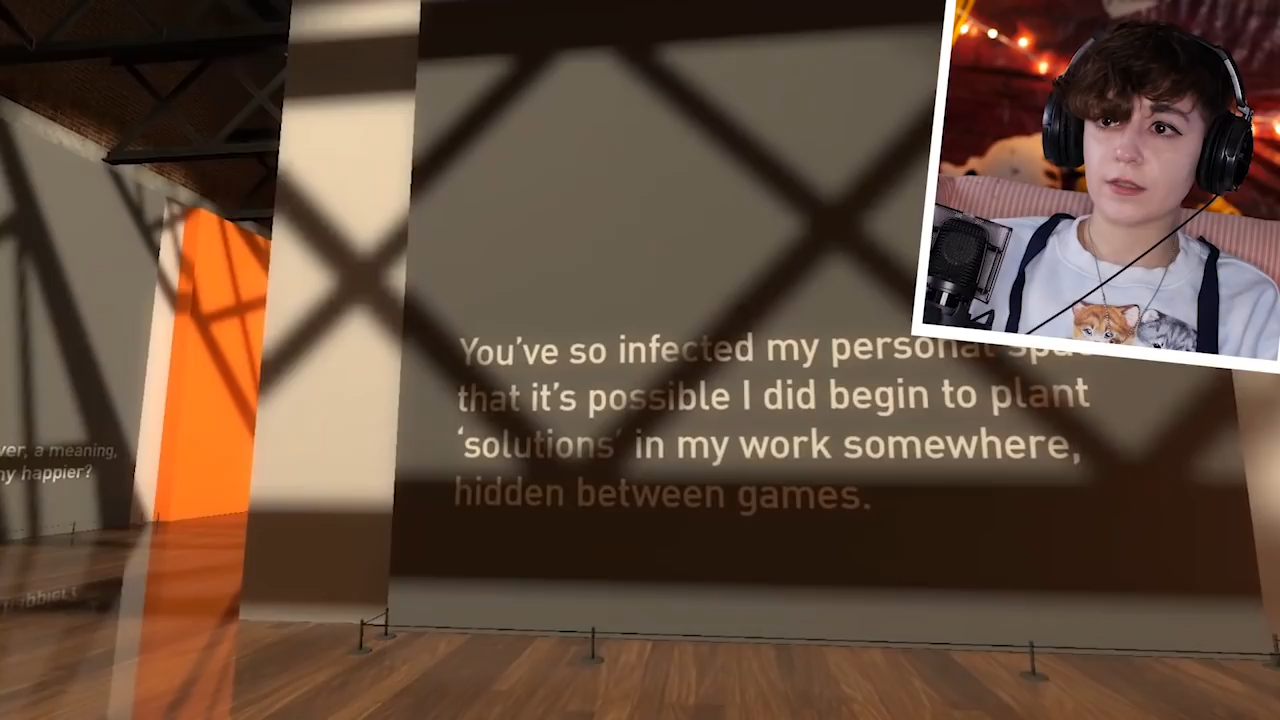 You've so infected my personal
that it's possible I did begin to plant
'solutions' in my work somewhere,
hidden between games.
a meaning,
happier?